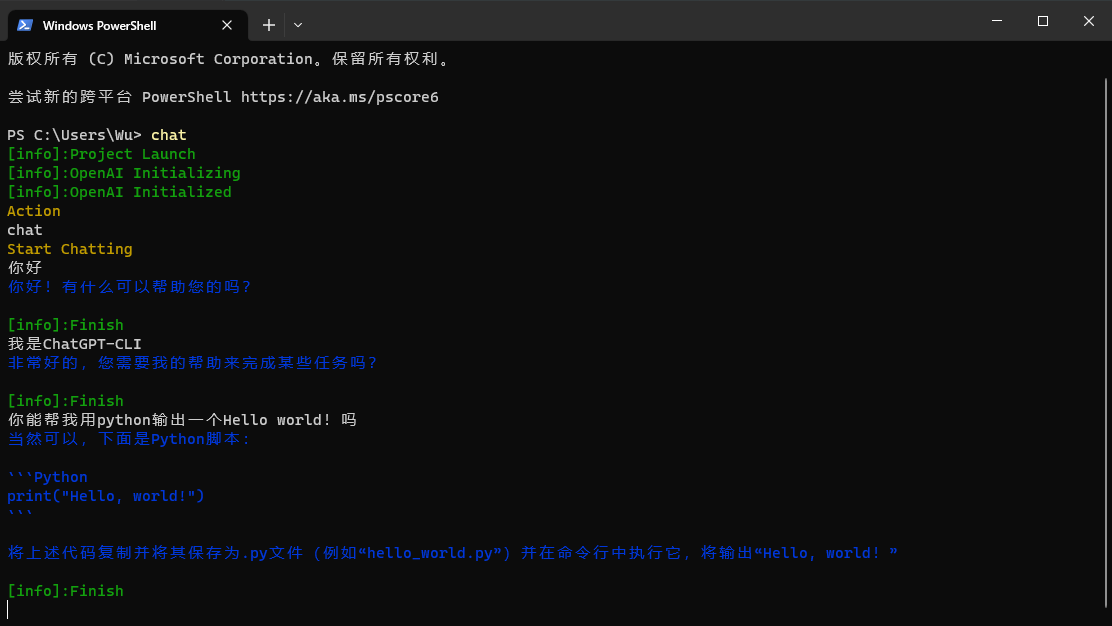 Windows PowerShell
版权所有 (C) Microsoft Corporation。保留所有权利。
尝试新的跨平台 PowerShell https://aka.ms/pscore6
PS C:\Users\Wu> chat
[info]:Project Launch
[info]:OpenAI Initializing
[info]:OpenAI Initialized
Action
chat
Start Chatting
你好
你好！有什么可以帮助您的吗？
[info]:Finish
我是ChatGPT-CLI
非常好的，您需要我的帮助来完成某些任务吗？
[info]:Finish
你能帮我用python输出一个Hello world！吗
当然可以，下面是Python脚本：
```Python
print("Hello, world!")
```
将上述代码复制并将其保存为.py文件（例如“hello_world.py”）并在命令行中执行它，将输出“Hello, world！”
[info]:Finish